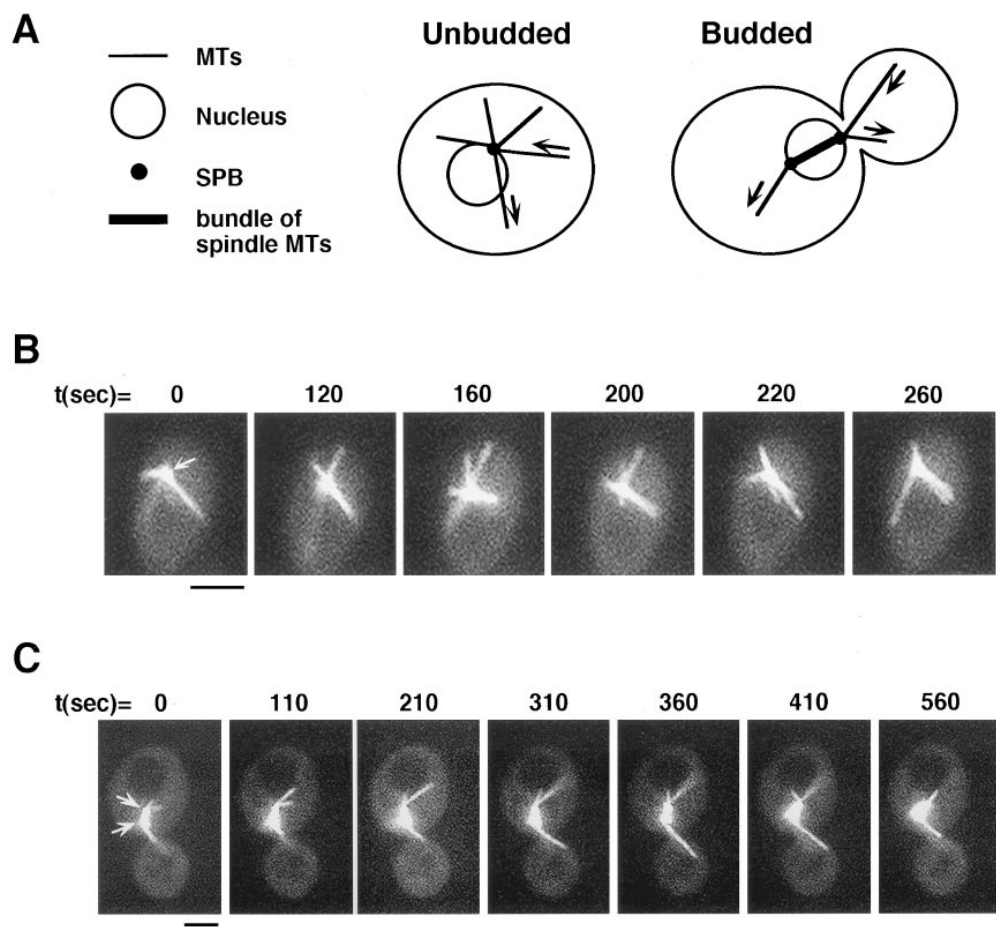 A
MTs
Nucleus
SPB
bundle of
spindle MTs
Unbudded
Budded
B
t(sec)= 0 120 160 200 220 260
C
t(sec)= 0 110 210 310 360 410 560